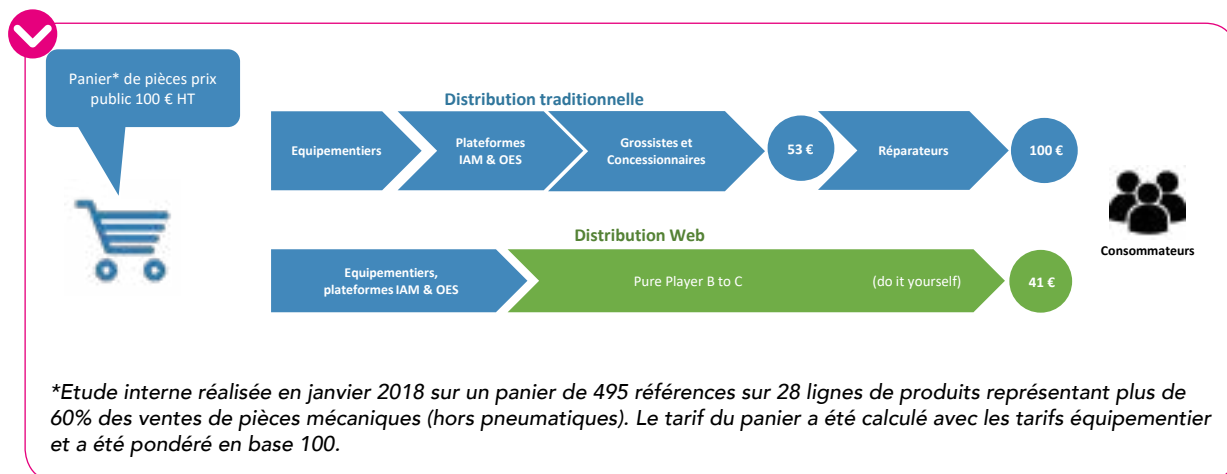 Panier* de pièces prix
public 100 € HT
Distribution traditionnelle
Equipementiers
Plateformes
IAM & OES
Grossistes et
Concessionnaires
53 €
Réparateurs
100 €
Consommateurs
Distribution Web
Equipementiers,
plateformes IAM & OES
Pure Player B to C
(do it yourself)
41 €
*Etude interne réalisée en janvier 2018 sur un panier de 495 références sur 28 lignes de produits représentant plus de
60% des ventes de pièces mécaniques (hors pneumatiques). Le tarif du panier a été calculé avec les tarifs équipementier
et a été pondéré en base 100.